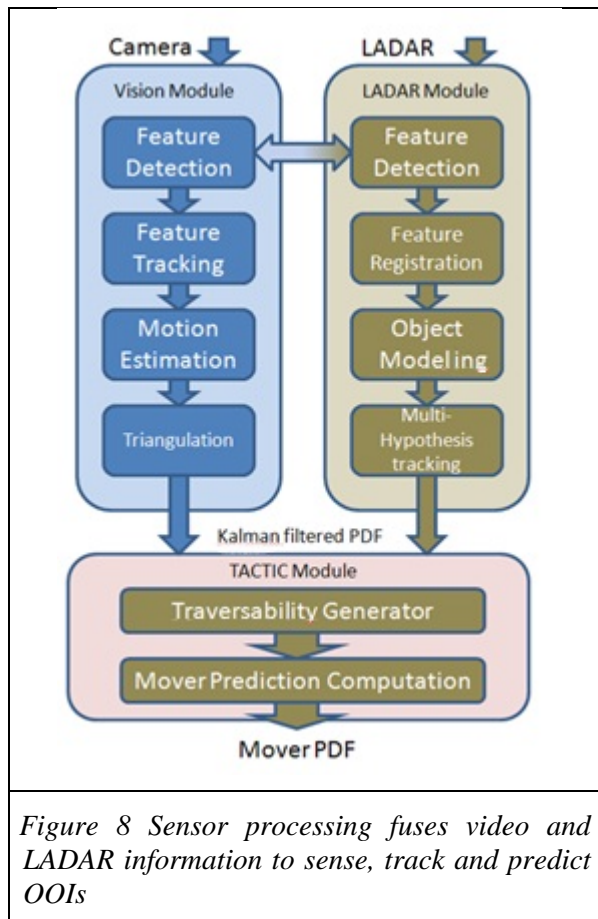 Camera
LADAR
Vision Module
LADAR Module
Feature
Detection
Feature
Detection
Feature
Tracking
Feature
Registration
Motion
Estimation
Object
Modeling
Triangulation
Multi-
Hypothesis
tracking
Kalman filtered PDF
TACTIC Module
Traversability Generator
Mover Prediction Computation
Mover PDF
Figure 8 Sensor processing fuses video and
LADAR information to sense, track and predict
OOIs